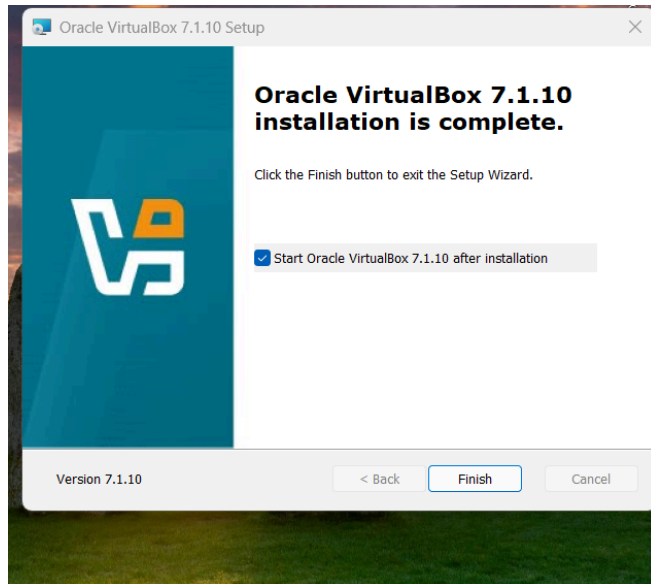 Oracle VirtualBox 7.1.10 Setup
Oracle VirtualBox 7.1.10
installation is complete.
Click the Finish button to exit the Setup Wizard.
Start Oracle VirtualBox 7.1.10 after installation
Version 7.1.10
< Back
Finish
Cancel